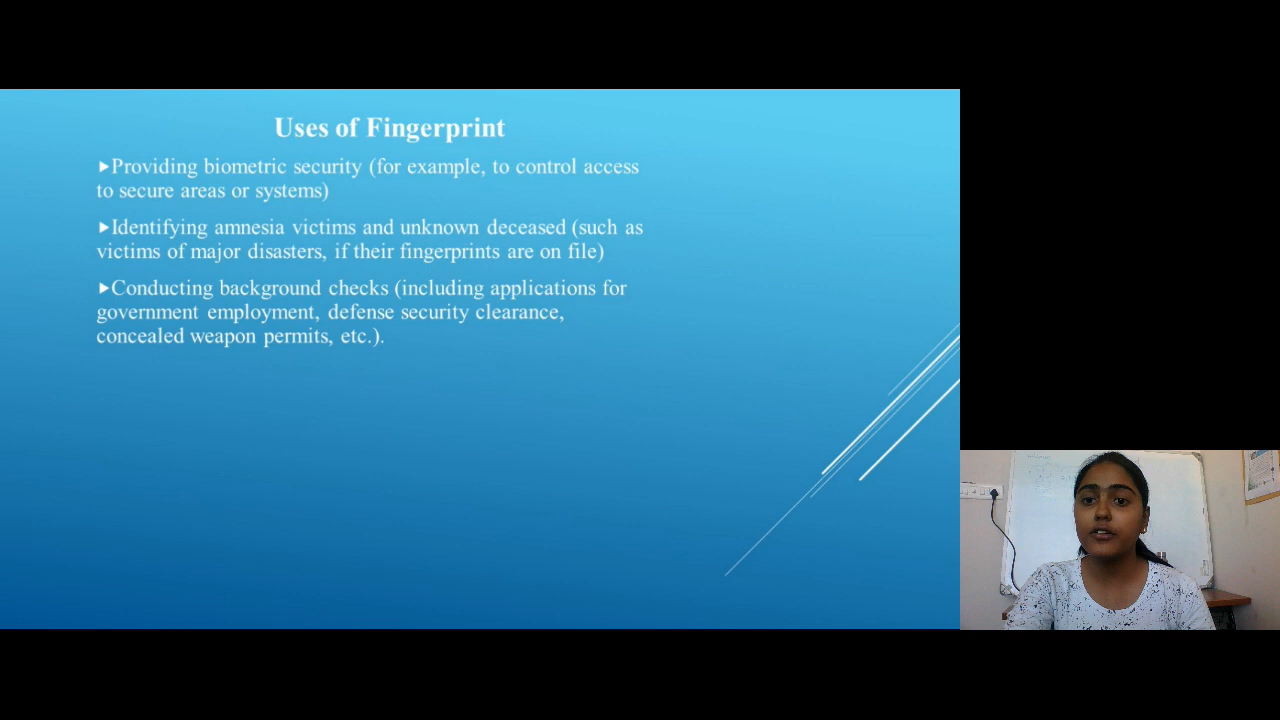 Uses of Fingerprint
▶Providing biometric security (for example, to control access
to secure areas or systems)
▶Identifying amnesia victims and unknown deceased (such as
victims of major disasters, if their fingerprints are on file)
▶Conducting background checks (including applications for
government employment, defense security clearance,
concealed weapon permits, etc.).